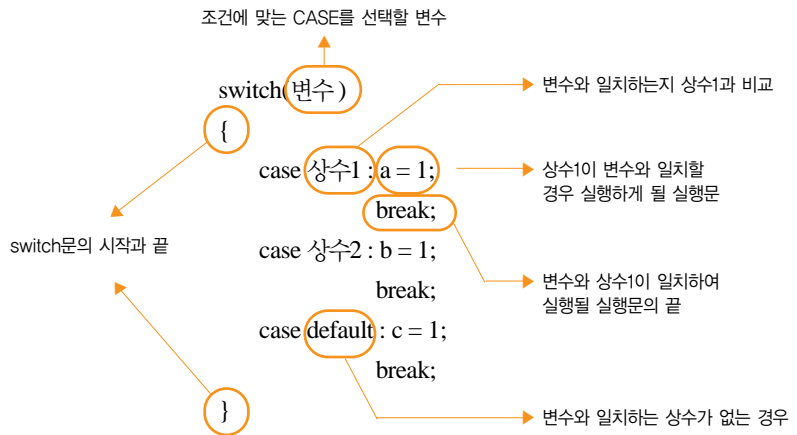 조건에 맞는 CASE를 선택할 변수
switch(변수)
변수와 일치하는지 상수1과 비교
{
case 상수1 : a = 1;
상수1이 변수와 일치할
경우 실행하게 될 실행문
break;
switch문의 시작과 끝
case 상수2 : b = 1;
break;
변수와 상수1이 일치하여
실행될 실행문의 끝
case default : c = 1;
break;
}
변수와 일치하는 상수가 없는 경우